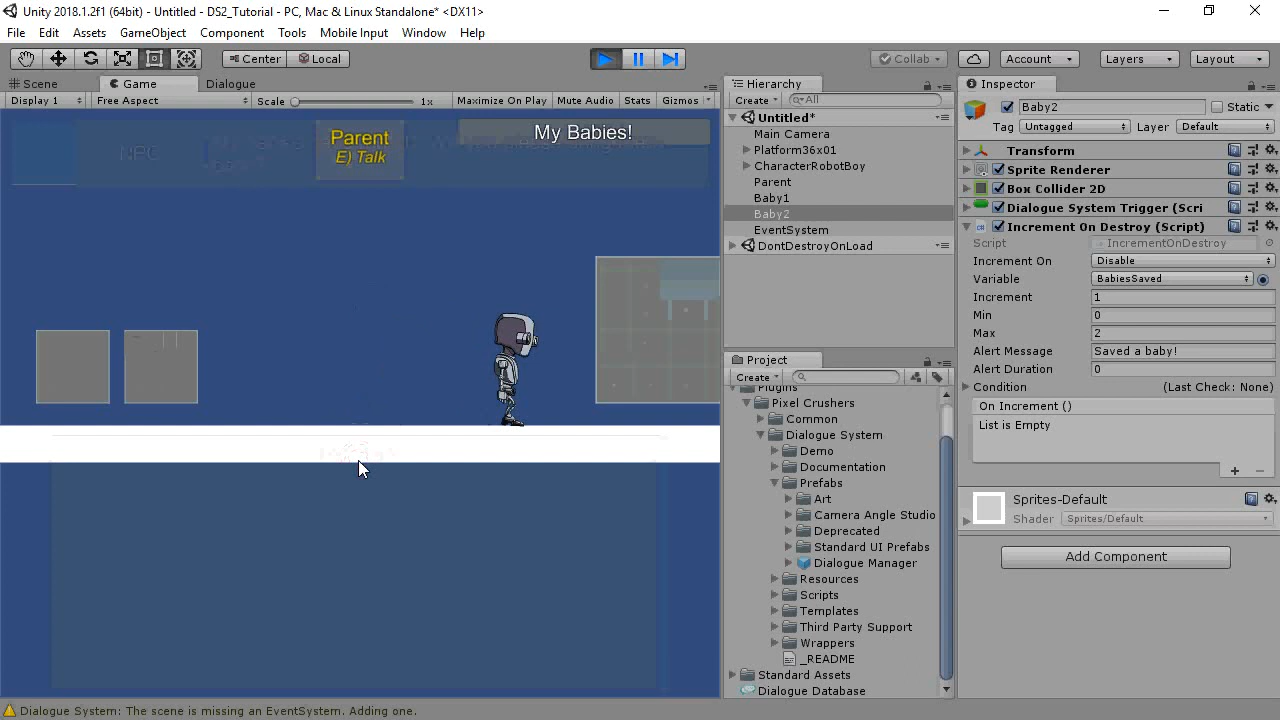 Unity 2018.1.2f1 (64bit) - Untitled - DS2_Tutorial - PC, Mac & Linux Standalone* <DX11>
File Edit Assets GameObject Component Tools Mobile Input Window Help
Center Local Collab Account Layers Layout
Scene Game Dialogue
Display 1 Free Aspect Scale 1x Maximize On Play Mute Audio Stats Gizmos
NPC
Parent
E) Talk
My Babies!
Hierarchy
Create All
Untitled*
Main Camera
Platform36x01
CharacterRobotBoy
Parent
Baby1
Baby2
EventSystem
DontDestroyOnLoad
Project
Create
Plugins
Pixel Crushers
Common
Dialogue System
Demo
Documentation
Prefabs
Art
Camera Angle Studio
Deprecated
Standard UI Prefabs
Dialogue Manager
Resources
Scripts
Templates
Third Party Support
Wrappers
_README
Standard Assets
Dialogue Database
Inspector
Baby2 Static
Tag Untagged Layer Default
Transform
Sprite Renderer
Box Collider 2D
Dialogue System Trigger (Scri
Increment On Destroy (Script)
Script IncrementOnDestroy
Increment On Disable
Variable BabiesSaved
Increment 1
Min 0
Max 2
Alert Message Saved a baby!
Alert Duration 0
Condition (Last Check: None)
On Increment ()
List is Empty
Sprites-Default
Shader Sprites/Default
Add Component
Dialogue System: The scene is missing an EventSystem. Adding one.